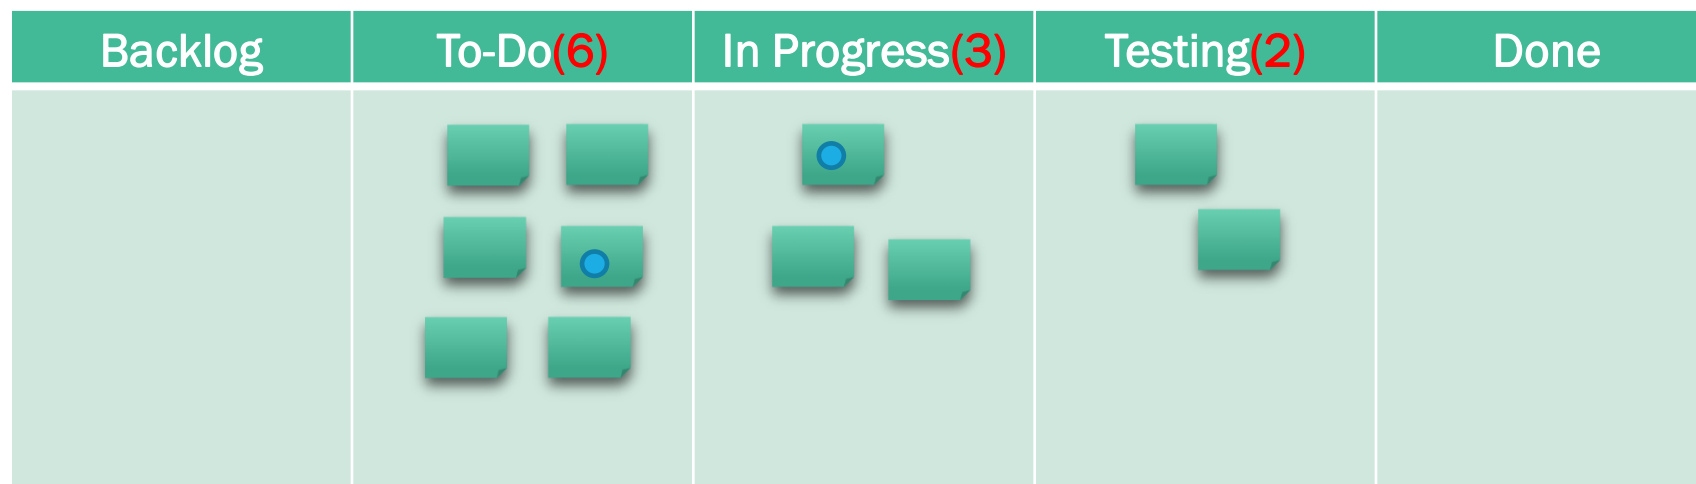 Backlog
To-Do(6)
In Progress(3)
Testing(2)
Done